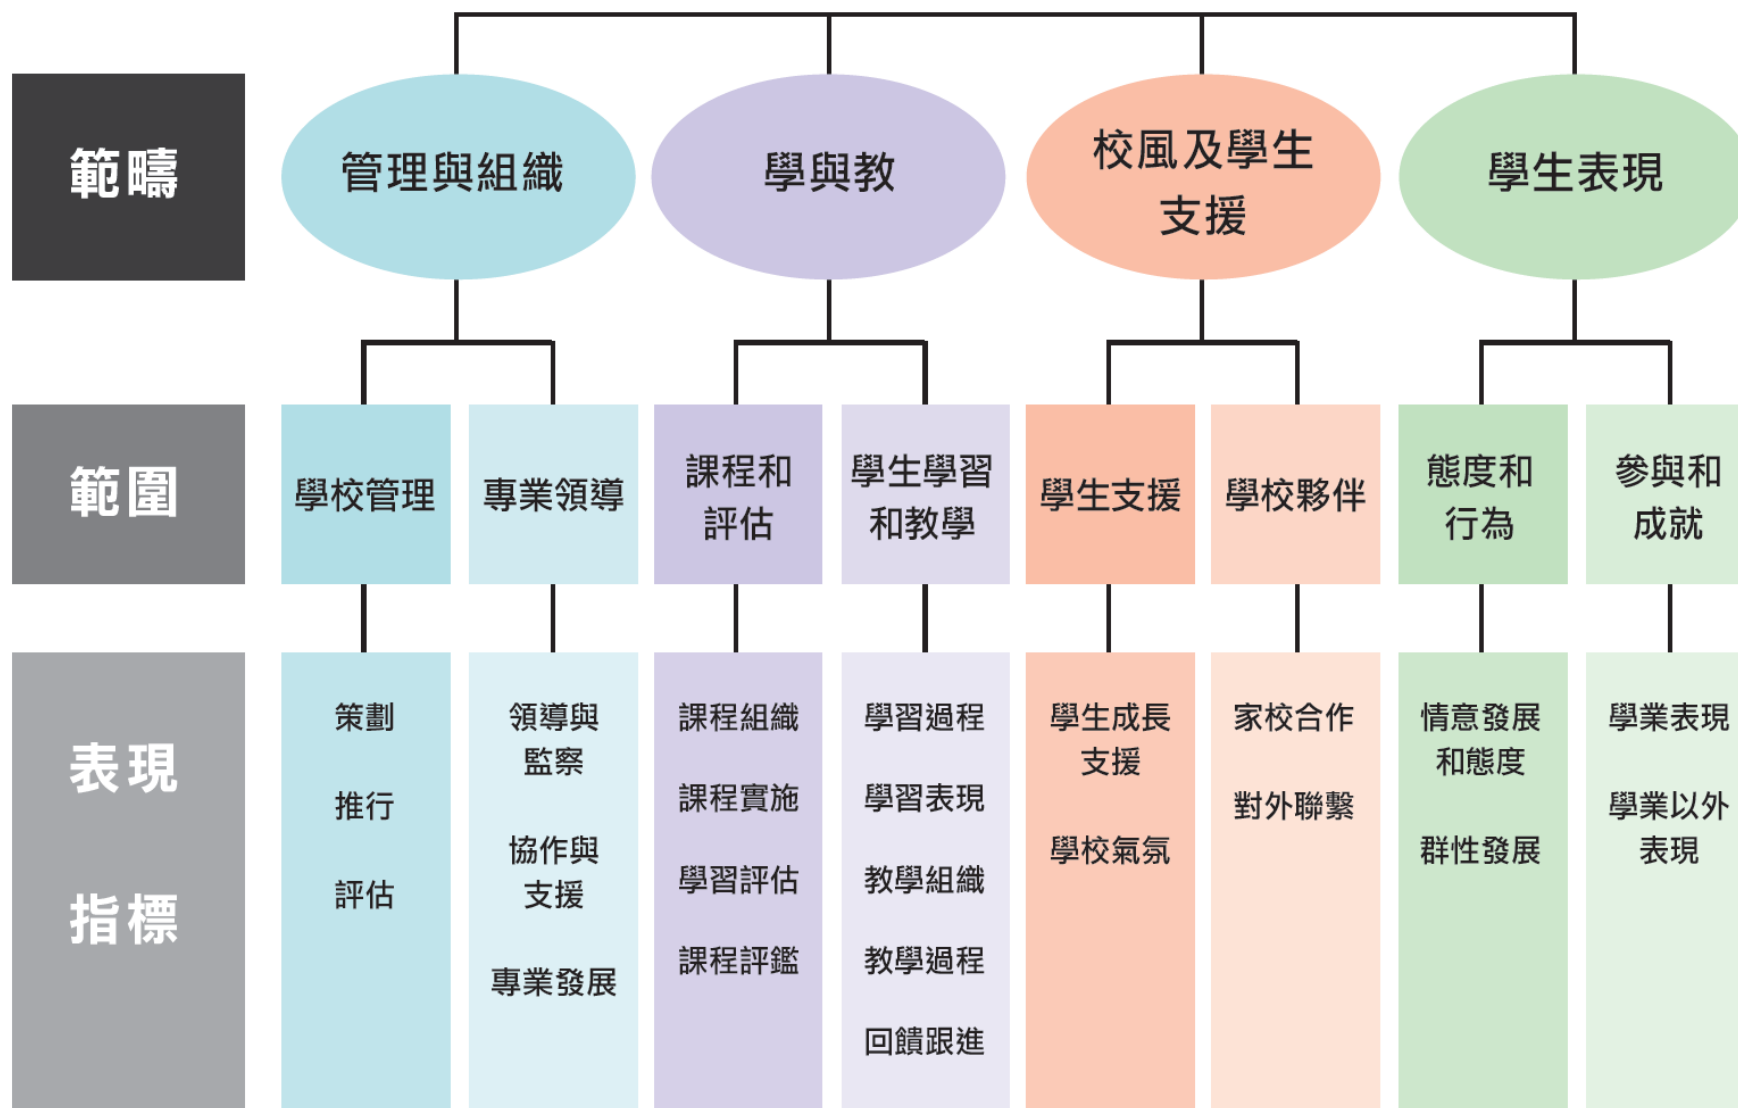 範疇
管理與組織
學與教
校風及學生
支援
學生表現
範圍
學校管理
專業領導
課程和
評估
學生學習
和教學
學生支援
學校夥伴
態度和
行為
參與和
成就
表現
指標
策劃
推行
評估
領導與
監察
協作與
支援
專業發展
課程組織
課程實施
學習評估
課程評鑑
學習過程
學習表現
教學組織
教學過程
回饋跟進
學生成長
支援
學校氣氛
家校合作
對外聯繫
情意發展
和態度
群性發展
學業表現
學業以外
表現